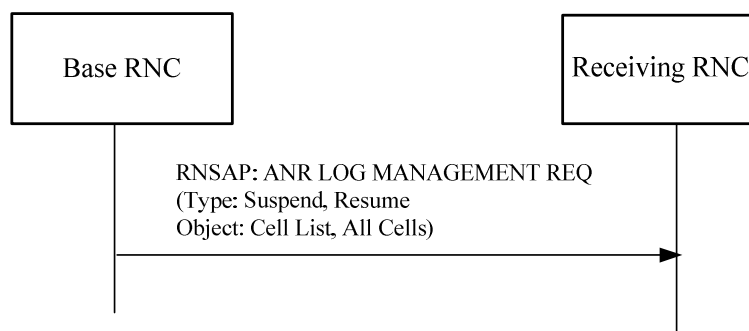 Base RNC
Receiving RNC
RNSAP: ANR LOG MANAGEMENT REQ
(Type: Suspend, Resume
Object: Cell List, All Cells)